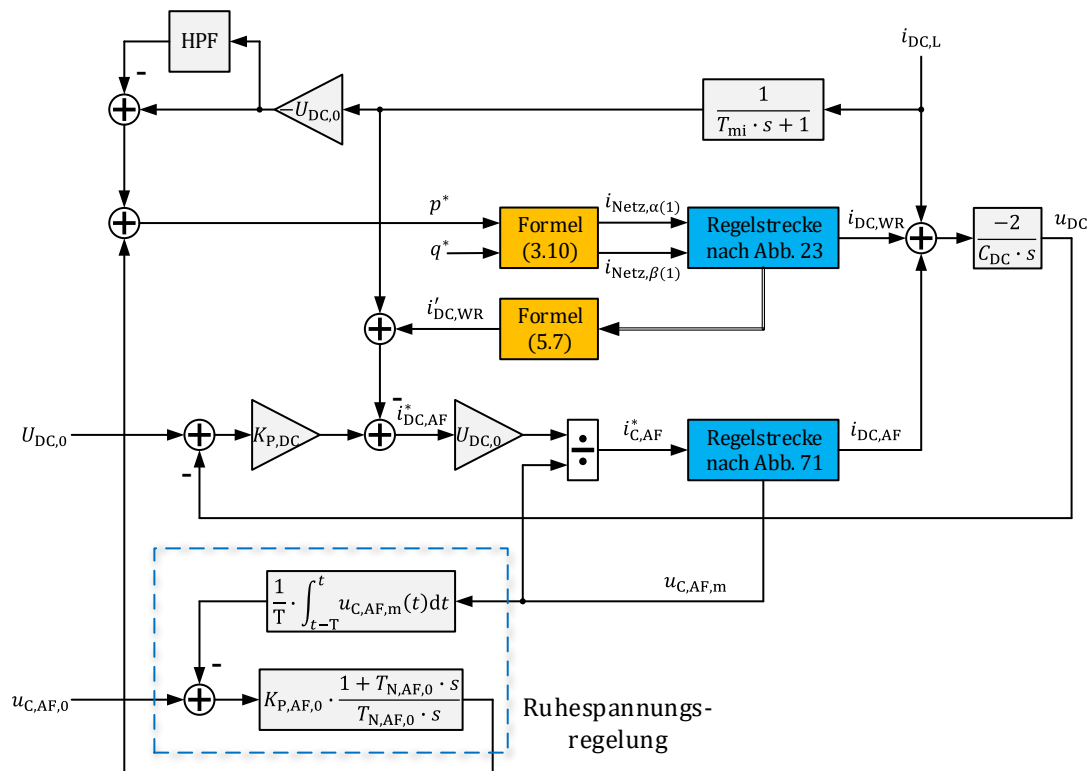 HPF
-
i_DC,L
−U_DC,0
1 / (T_mi · s + 1)
p*
q*
Formel
(3.10)
i_Netz,α(1)
i_Netz,β(1)
Regelstrecke
nach Abb. 23
i_DC,WR
−2 / (C_DC · s)
u_DC
i′_DC,WR
Formel
(5.7)
-
U_DC,0
-
K_P,DC
i*_DC,AF
U_DC,0
÷
i*_C,AF
Regelstrecke
nach Abb. 71
i_DC,AF
1/T · ∫_{t−T}^{t} u_C,AF,m(t)dt
u_C,AF,m
-
u_C,AF,0
K_P,AF,0 · (1 + T_N,AF,0 · s) / (T_N,AF,0 · s)
Ruhespannungs-
regelung